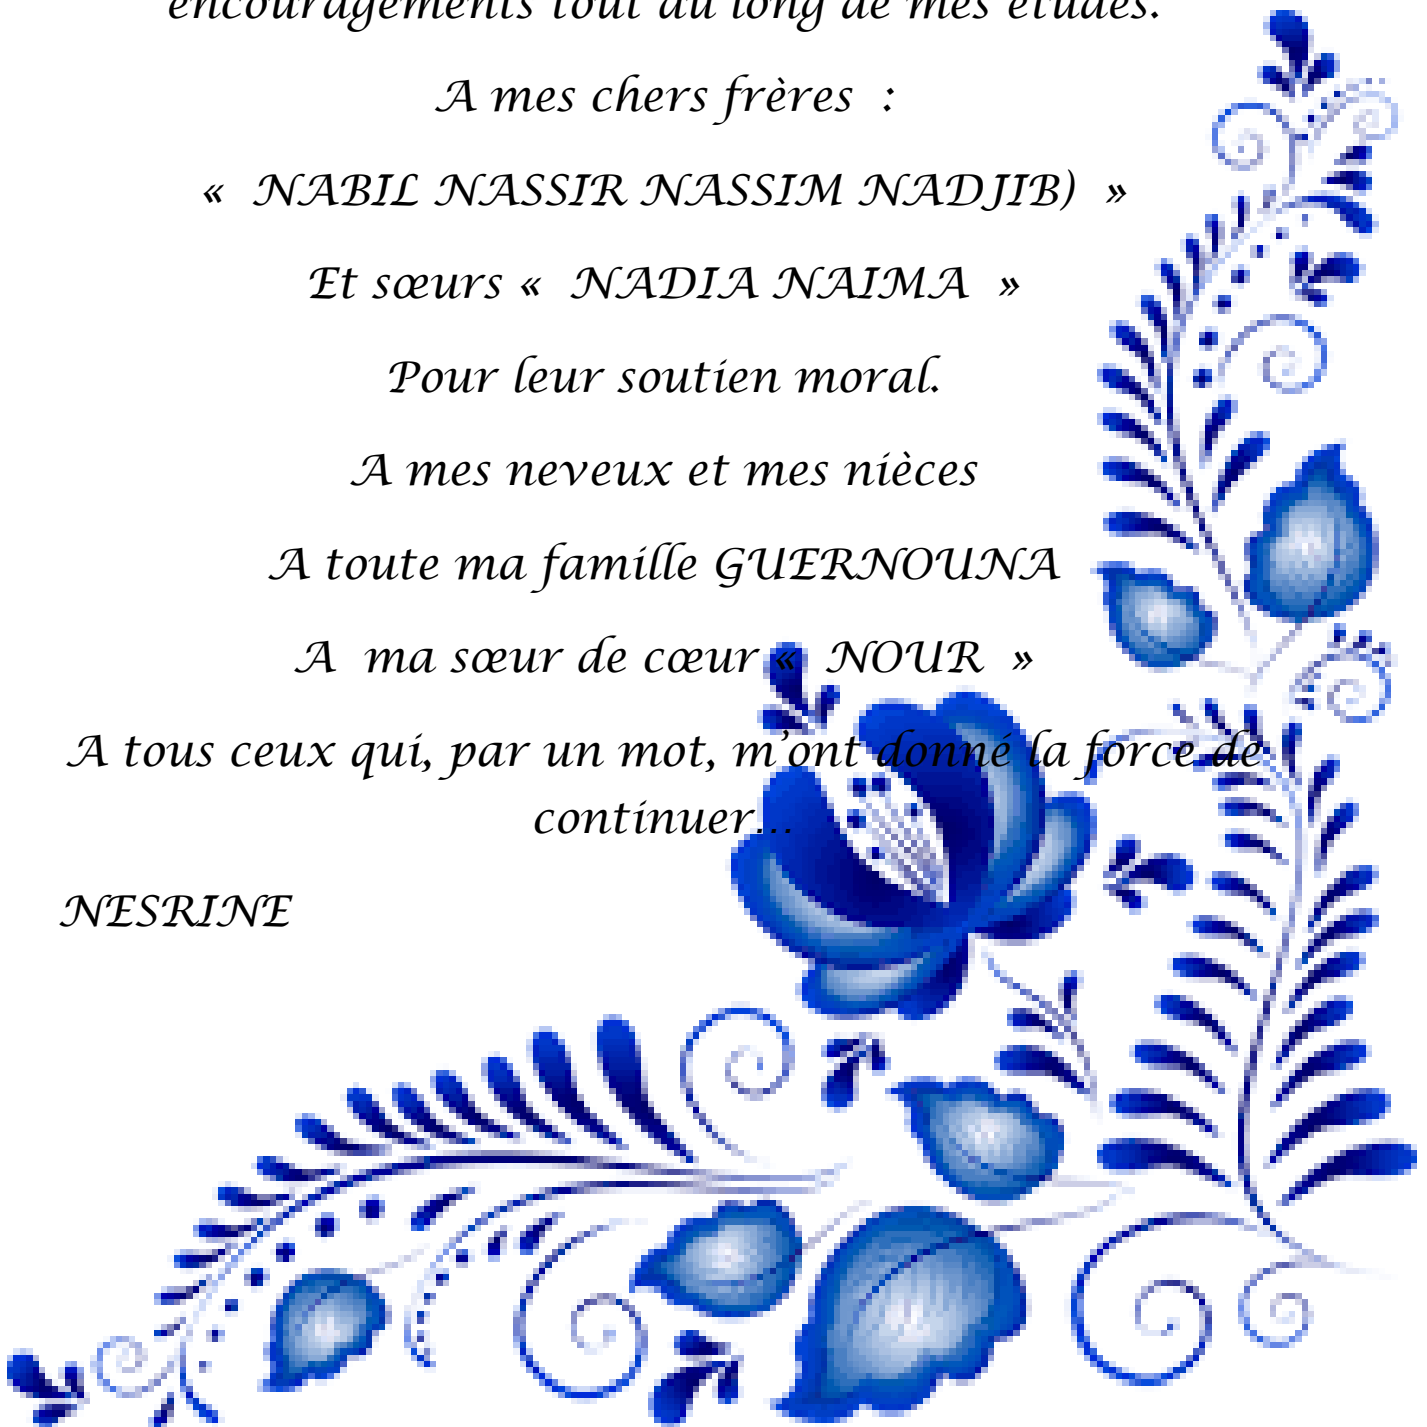 encouragements tout au long de mes études.
A mes chers frères  :
«  NABIL NASSIR NASSIM NADJIB)  »
Et sœurs «  NADIA NAIMA  »
Pour leur soutien moral.
A mes neveux et mes nièces
A toute ma famille GUERNOUNA
A  ma sœur de cœur «  NOUR  »
A tous ceux qui, par un mot, m’ont donné la force de
continuer…
NESRINE